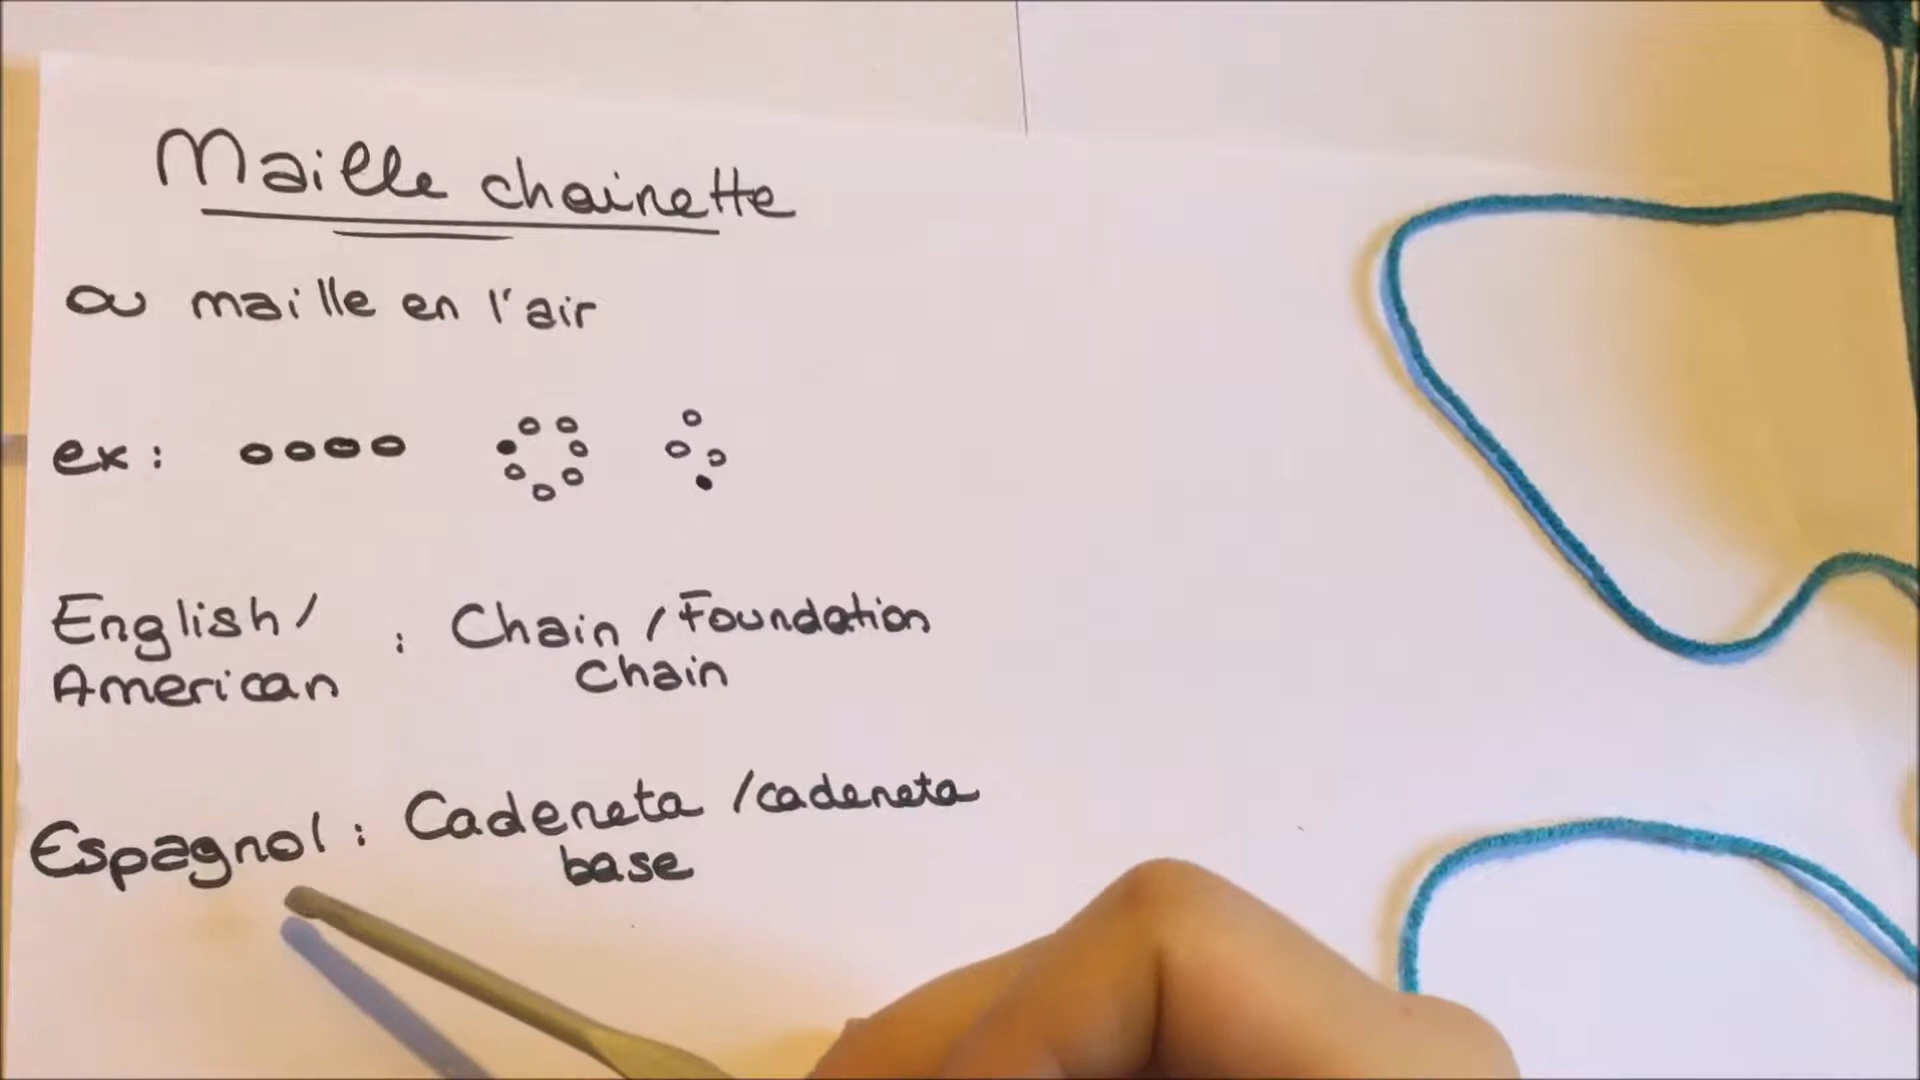 Maille chainette
ou maille en l'air
ex :
English/
American : Chain / Foundation
Chain
Espagnol : Cadeneta / cadeneta
base